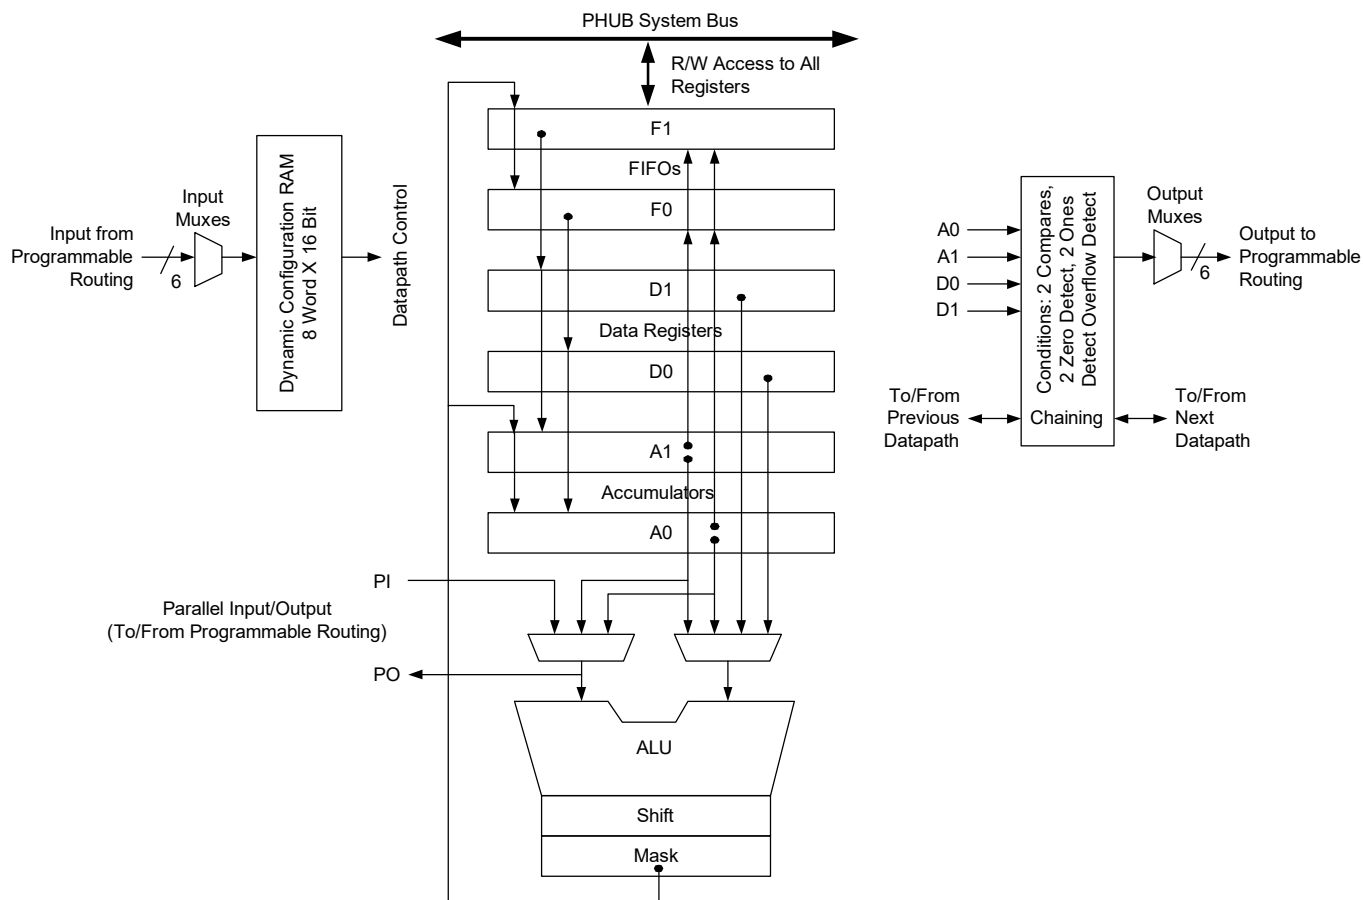 PHUB System Bus
R/W Access to All
Registers
F1
FIFOs
F0
D1
Data Registers
D0
A1
Accumulators
A0
Input from
Programmable
Routing
6
Input
Muxes
Dynamic Configuration RAM
8 Word X 16 Bit
Datapath Control
PI
Parallel Input/Output
(To/From Programmable Routing)
PO
ALU
Shift
Mask
A0
A1
D0
D1
Conditions: 2 Compares,
2 Zero Detect, 2 Ones
Detect Overflow Detect
Chaining
To/From
Previous
Datapath
To/From
Next
Datapath
Output
Muxes
6
Output to
Programmable
Routing